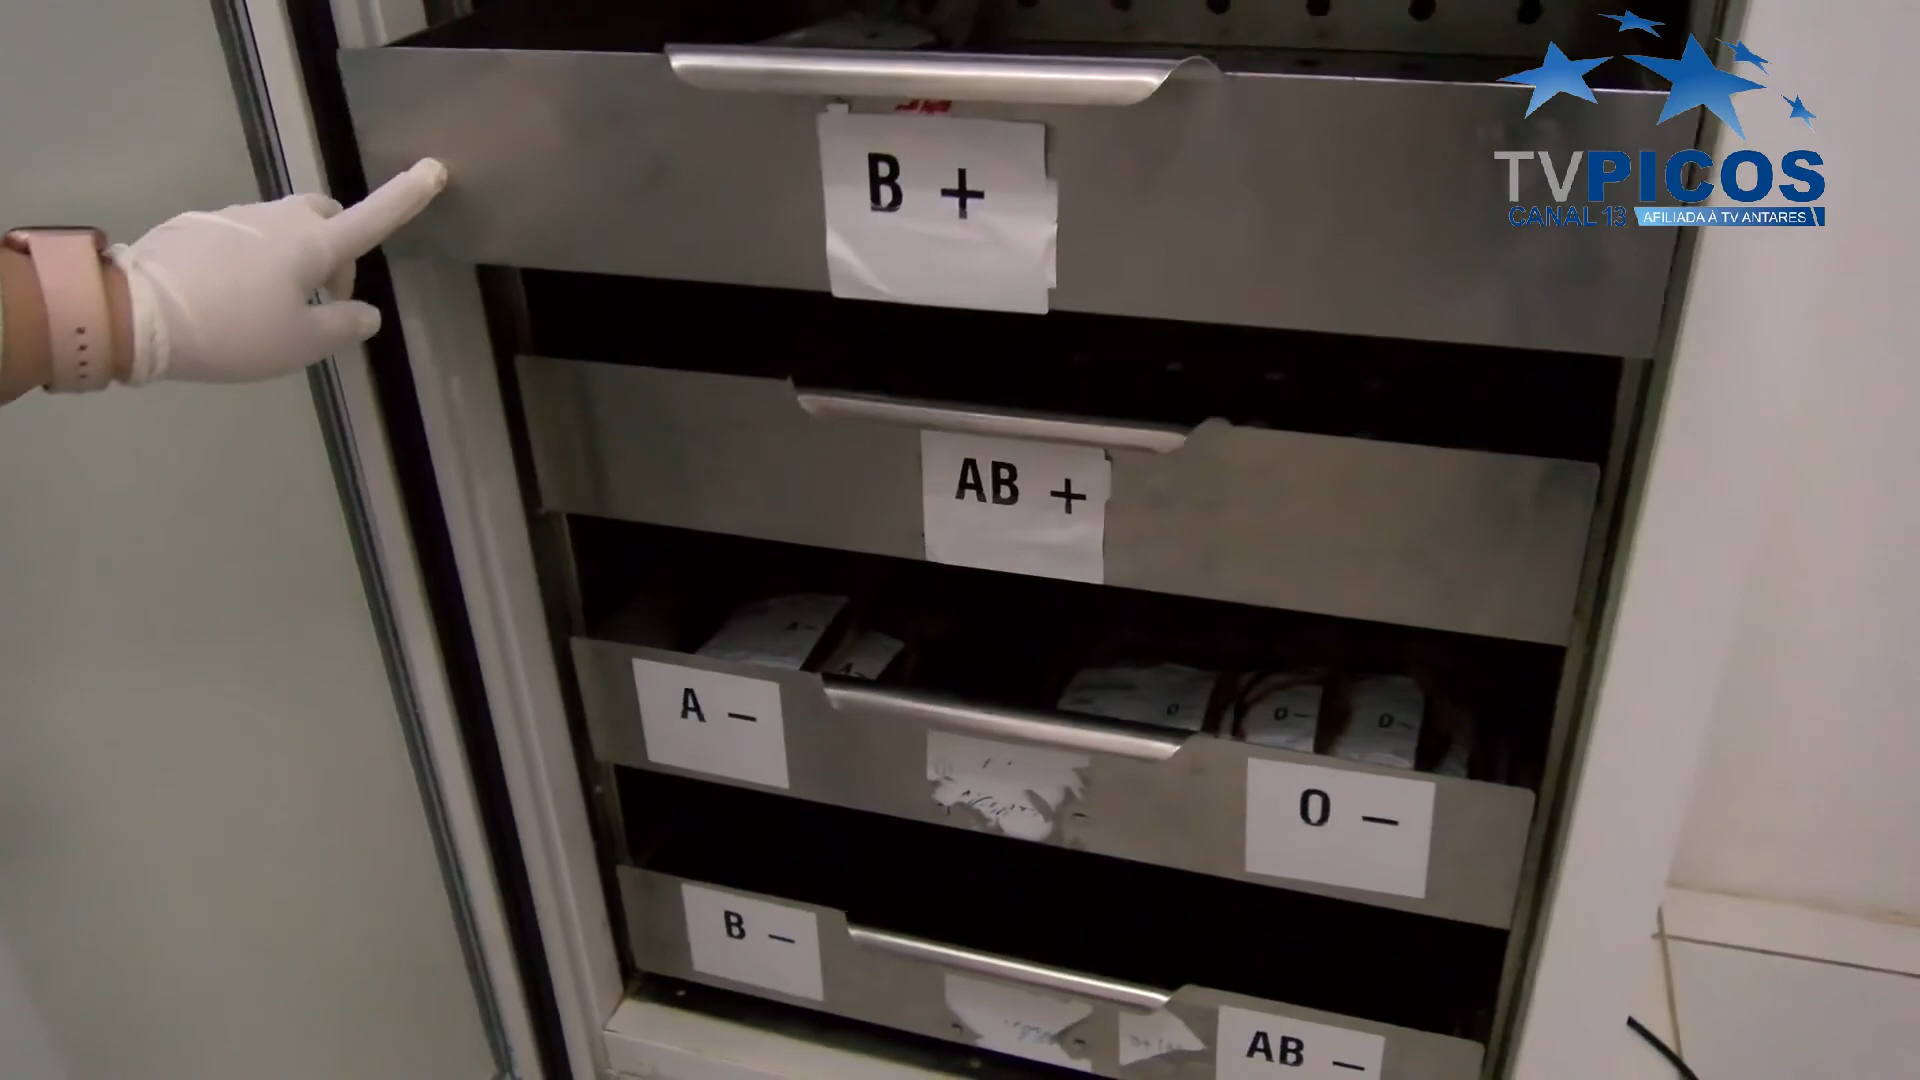 B +
TVPICOS
CANAL 13 AFILIADA À TV ANTARES
AB +
A -
A -
O -
O -
O -
A -
O -
B -
AB -